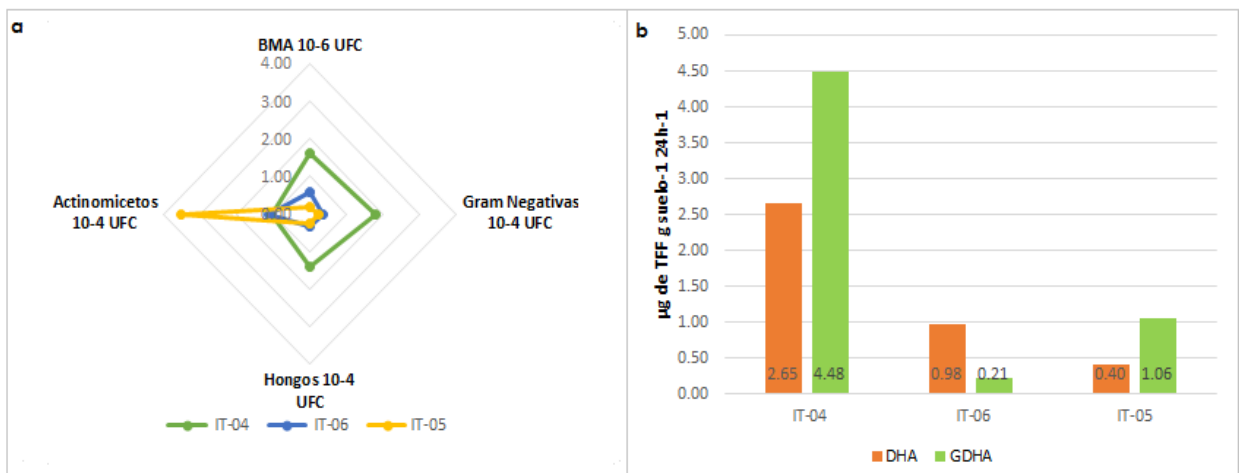 a
BMA 10-6 UFC
4.00
3.00
2.00
1.00
0.00
Actinomicetos
10-4 UFC
Gram Negativas
10-4 UFC
Hongos 10-4
UFC
IT-04 IT-06 IT-05
b
µg de TFF g suelo-1 24h-1
5.00
4.50
4.00
3.50
3.00
2.50
2.00
1.50
1.00
0.50
0.00
2.65 4.48 0.98 0.21 0.40 1.06
IT-04 IT-06 IT-05
DHA GDHA